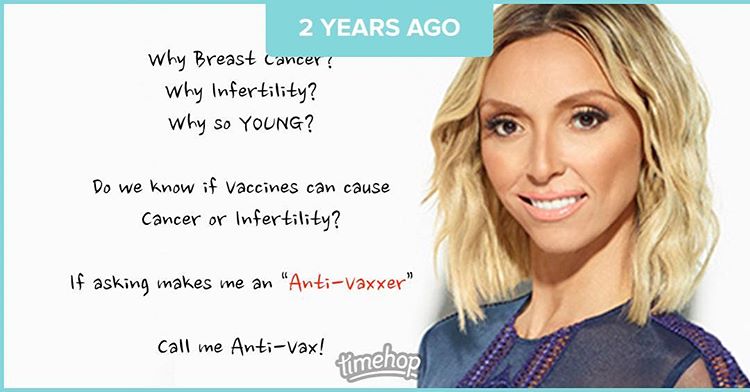 2 YEARS AGO
Why Breast Cancer?
Why Infertility?
Why so YOUNG?
Do we know if Vaccines can cause
Cancer or Infertility?
If asking makes me an "Anti-Vaxxer"
Call me Anti-Vax!
timehop